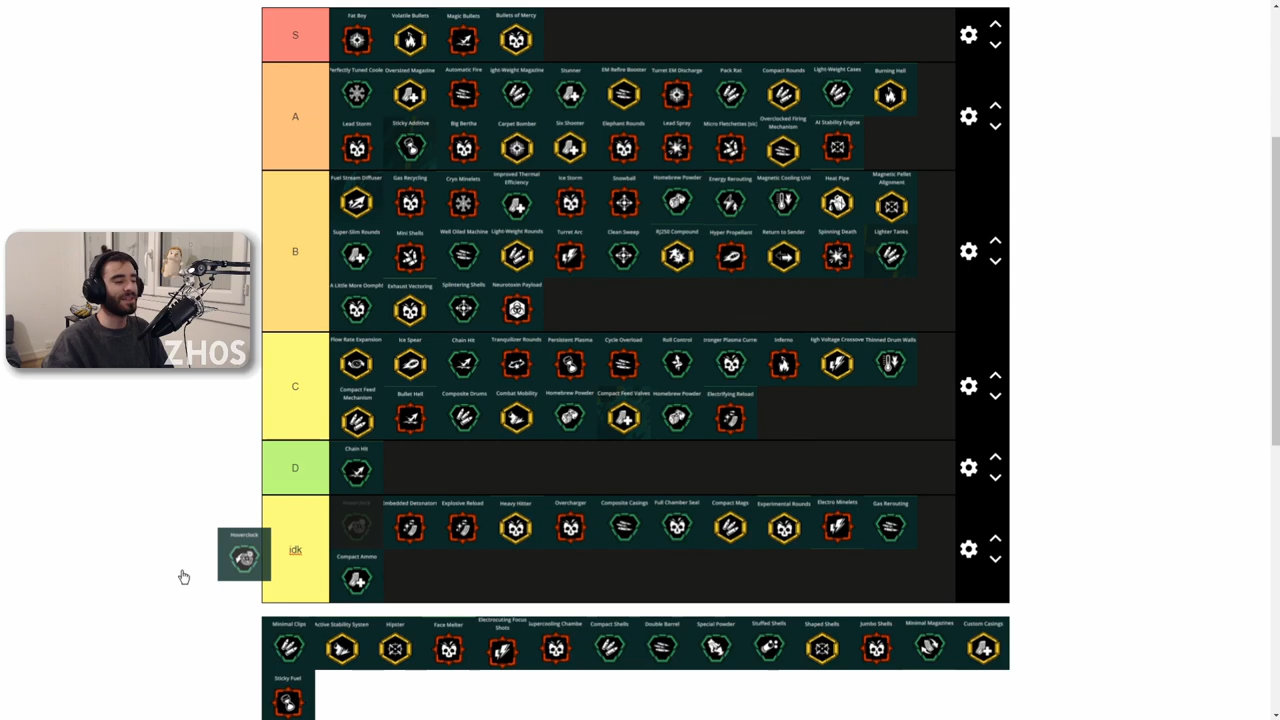 S
Fat Boy
Volatile Bullets
Magic Bullets
Bullets of Mercy
A
Perfectly Tuned Coole
Oversized Magazine
Automatic Fire
ight-Weight Magazine
Stunner
EM Refire Booster
Turret EM Discharge
Pack Rat
Compact Rounds
Light-Weight Cases
Burning Hell
Lead Storm
Sticky Additive
Big Bertha
Carpet Bomber
Six Shooter
Elephant Rounds
Lead Spray
Micro Flechettes [sic]
Overclocked Firing
Mechanism
AI Stability Engine
B
Fuel Stream Diffuser
Gas Recycling
Cryo Minelets
Improved Thermal
Efficiency
Ice Storm
Snowball
Homebrew Powder
Energy Rerouting
Magnetic Cooling Unit
Heat Pipe
Magnetic Pellet
Alignment
Super-Slim Rounds
Mini Shells
Well Oiled Machine
Light-Weight Rounds
Turret Arc
Clean Sweep
RJ250 Compound
Hyper Propellant
Return to Sender
Spinning Death
Lighter Tanks
A Little More Oomph!
Exhaust Vectoring
Splintering Shells
Neurotoxin Payload
C
Flow Rate Expansion
Ice Spear
Chain Hit
Tranquilizer Rounds
Persistent Plasma
Cycle Overload
Roll Control
tronger Plasma Curre
Inferno
igh Voltage Crossove
Thinned Drum Walls
Compact Feed
Mechanism
Bullet Hell
Composite Drums
Combat Mobility
Homebrew Powder
Compact Feed Valves
Homebrew Powder
Electrifying Reload
D
Chain Hit
idk
Hoverclock
Embedded Detonators
Explosive Reload
Heavy Hitter
Overcharger
Composite Casings
Full Chamber Seal
Compact Mags
Experimental Rounds
Electro Minelets
Gas Rerouting
Compact Ammo
Hoverclock
ZHOS
Minimal Clips
Active Stability System
Hipster
Face Melter
Electrocuting Focus
Shots
Supercooling Chambe
Compact Shells
Double Barrel
Special Powder
Stuffed Shells
Shaped Shells
Jumbo Shells
Minimal Magazines
Custom Casings
Sticky Fuel